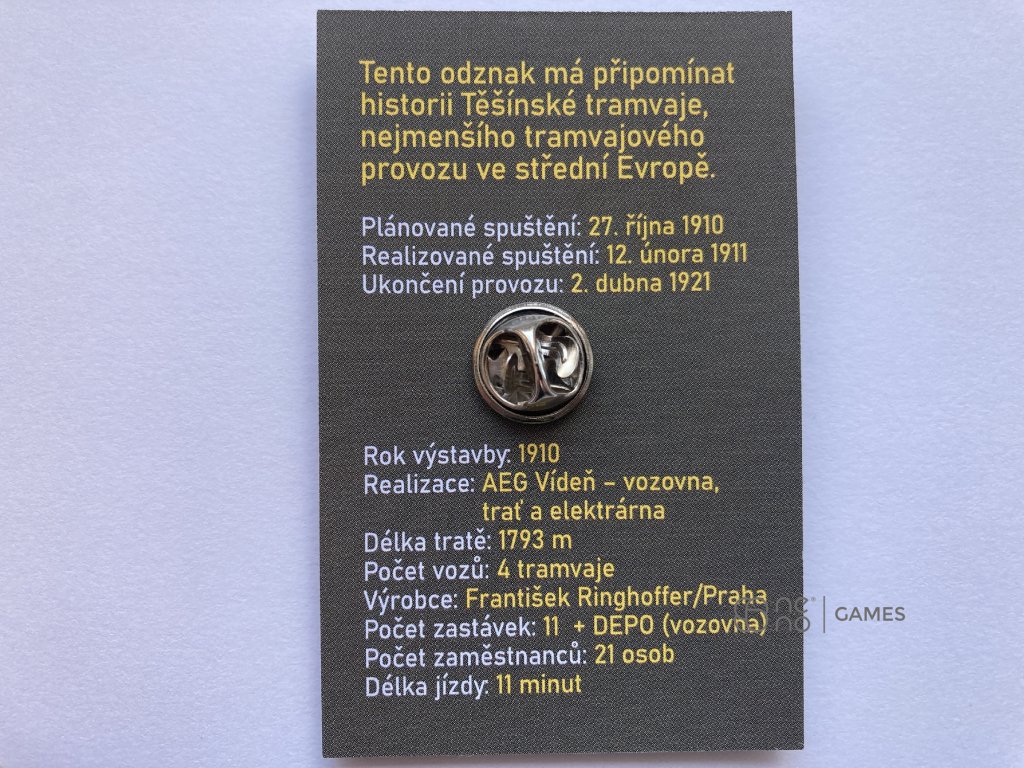 Tento odznak má připomínat
historii Těšínské tramvaje,
nejmenšího tramvajového
provozu ve střední Evropě.
Plánované spuštění: 27. října 1910
Realizované spuštění: 12. února 1911
Ukončení provozu: 2. dubna 1921
Rok výstavby: 1910
Realizace: AEG Vídeň – vozovna,
trať a elektrárna
Délka tratě: 1793 m
Počet vozů: 4 tramvaje
Výrobce: František Ringhoffer/Praha
Počet zastávek: 11 + DEPO (vozovna)
Počet zaměstnanců: 21 osob
Délka jízdy: 11 minut
GAMES